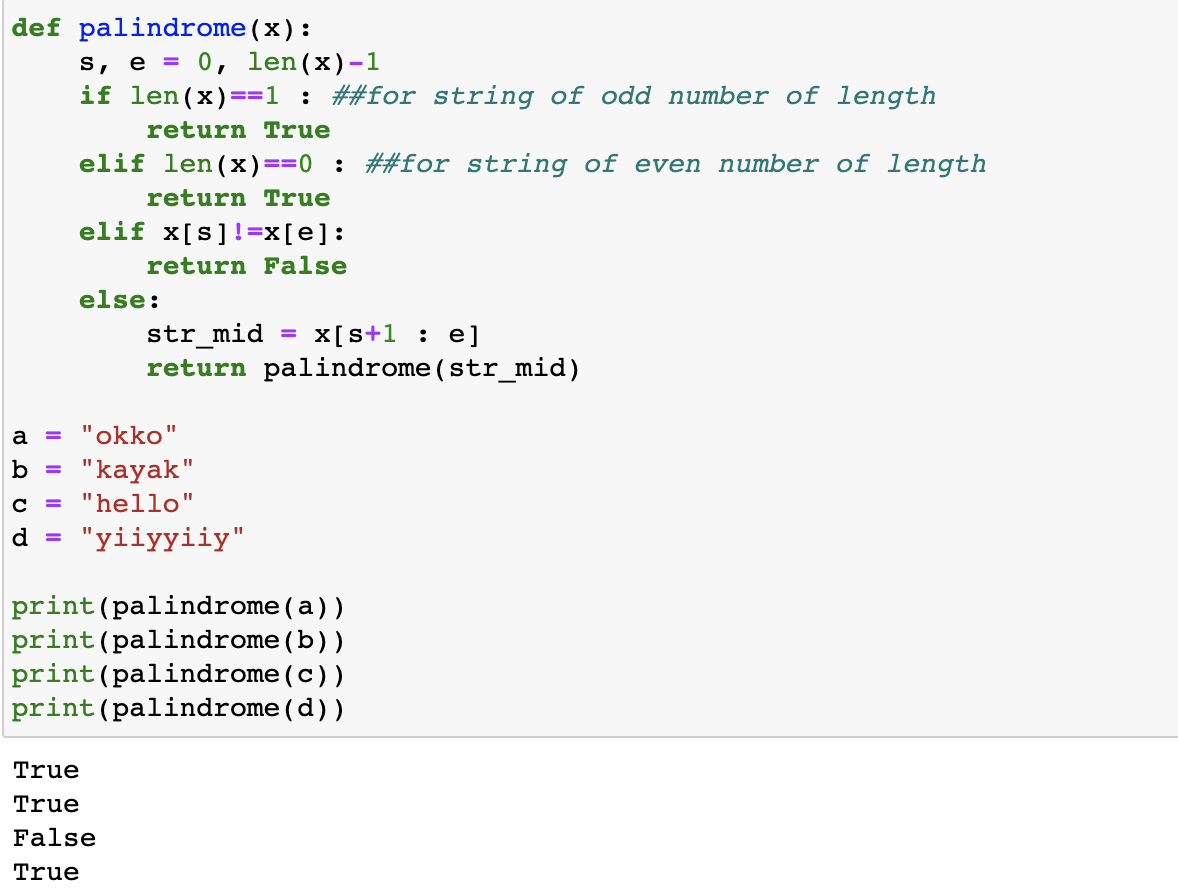 def palindrome(x):
    s, e = 0, len(x)-1
    if len(x)==1 : ##for string of odd number of length
        return True
    elif len(x)==0 : ##for string of even number of length
        return True
    elif x[s]!=x[e]:
        return False
    else:
        str_mid = x[s+1 : e]
        return palindrome(str_mid)

a = "okko"
b = "kayak"
c = "hello"
d = "yiiyyiiy"

print(palindrome(a))
print(palindrome(b))
print(palindrome(c))
print(palindrome(d))

True
True
False
True